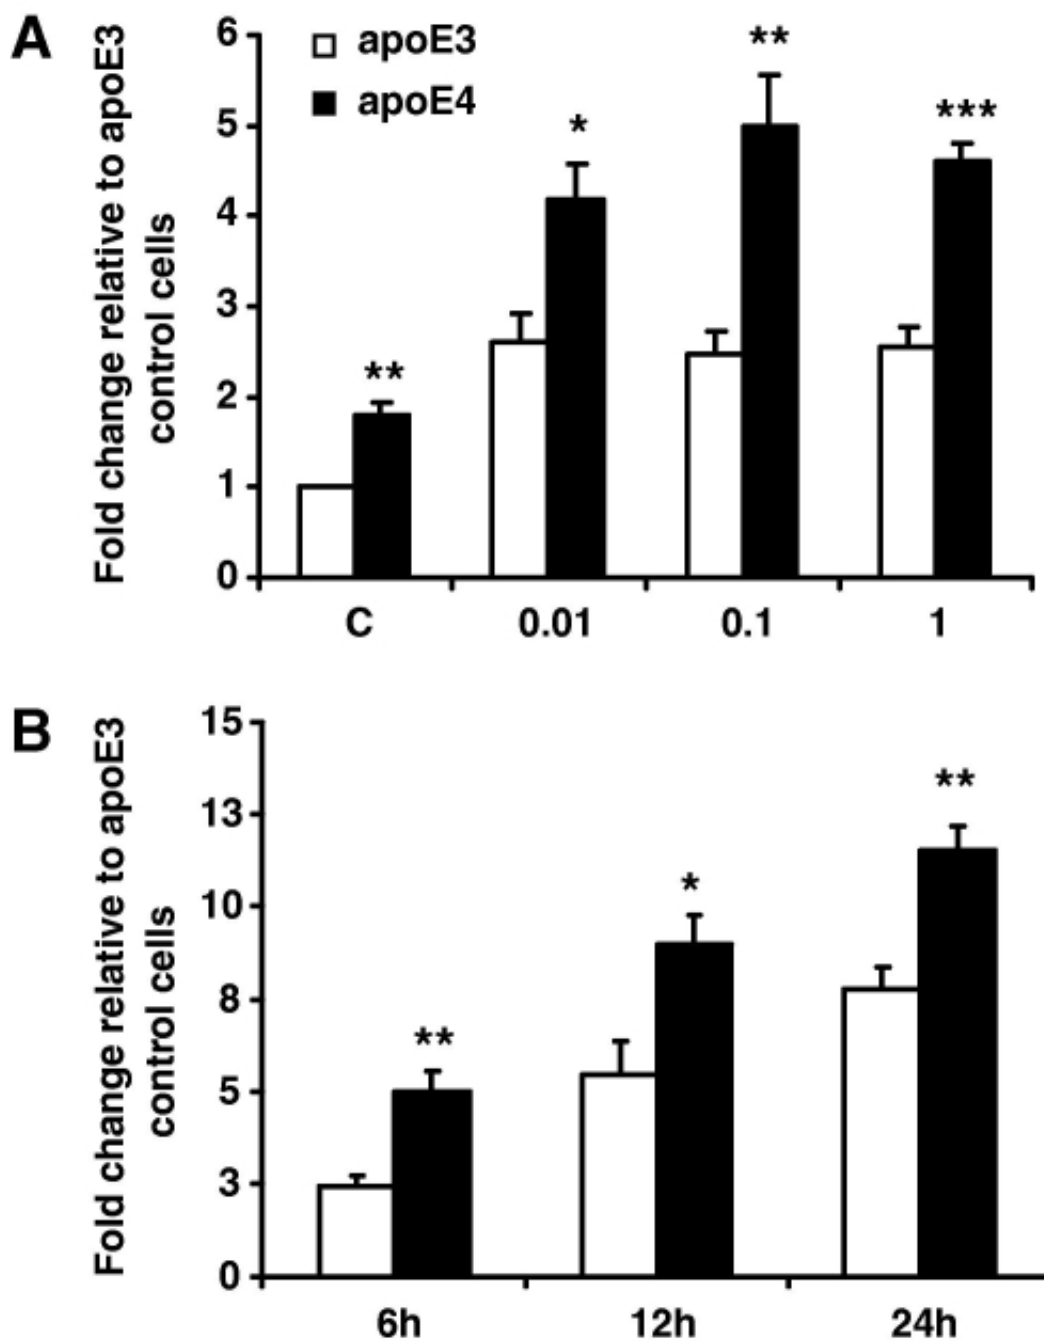 A
Fold change relative to apoE3
control cells
6
5
4
3
2
1
0
apoE3
apoE4
**
*
**
***
C 0.01 0.1 1
B
Fold change relative to apoE3
control cells
15
13
10
8
5
3
0
**
*
**
6h 12h 24h